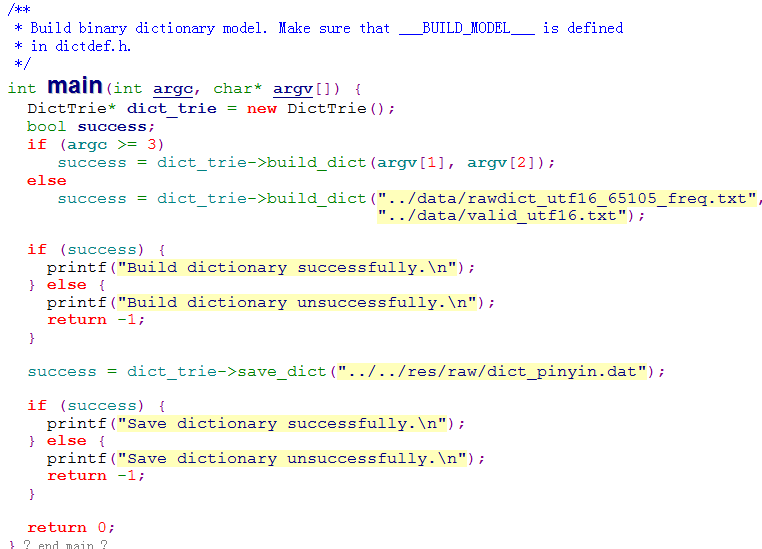 /**
 * Build binary dictionary model. Make sure that ___BUILD_MODEL___ is defined
 * in dictdef.h.
 */
int main(int argc, char* argv[]) {
  DictTrie* dict_trie = new DictTrie();
  bool success;
  if (argc >= 3)
     success = dict_trie->build_dict(argv[1], argv[2]);
  else
     success = dict_trie->build_dict("../data/rawdict_utf16_65105_freq.txt",
                                     "../data/valid_utf16.txt");

  if (success) {
    printf("Build dictionary successfully.\n");
  } else {
    printf("Build dictionary unsuccessfully.\n");
    return -1;
  }

  success = dict_trie->save_dict("../../res/raw/dict_pinyin.dat");

  if (success) {
    printf("Save dictionary successfully.\n");
  } else {
    printf("Save dictionary unsuccessfully.\n");
    return -1;
  }

  return 0;
} ? end main ?